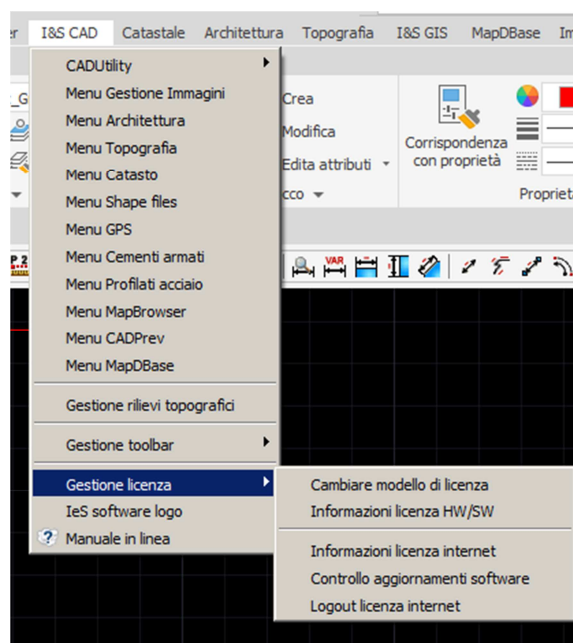 I&S CAD Catastale Architettura Topografia I&S GIS MapDBase
CADUtility
Menu Gestione Immagini
Menu Architettura
Menu Topografia
Menu Catasto
Menu Shape files
Menu GPS
Menu Cementi armati
Menu Profilati acciaio
Menu MapBrowser
Menu CADPrev
Menu MapDBase
Gestione rilievi topografici
Gestione toolbar
Gestione licenza
IeS software logo
Manuale in linea
Crea
Modifica
Edita attributi
cco
Corrispondenza
con proprietà
Propriet
VAR
Cambiare modello di licenza
Informazioni licenza HW/SW
Informazioni licenza internet
Controllo aggiornamenti software
Logout licenza internet